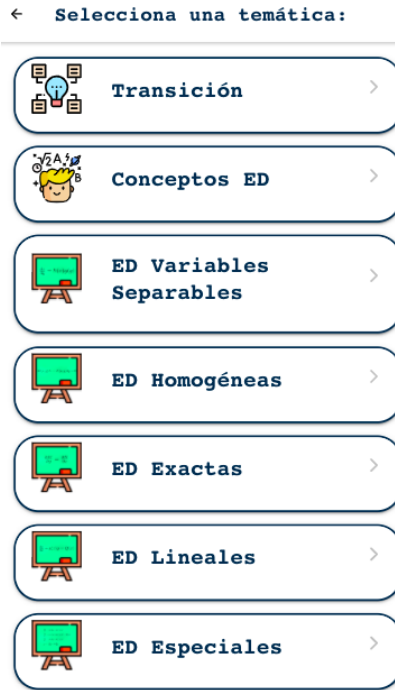 Selecciona una temática:
Transición
Conceptos ED
ED Variables
Separables
ED Homogéneas
ED Exactas
ED Lineales
ED Especiales